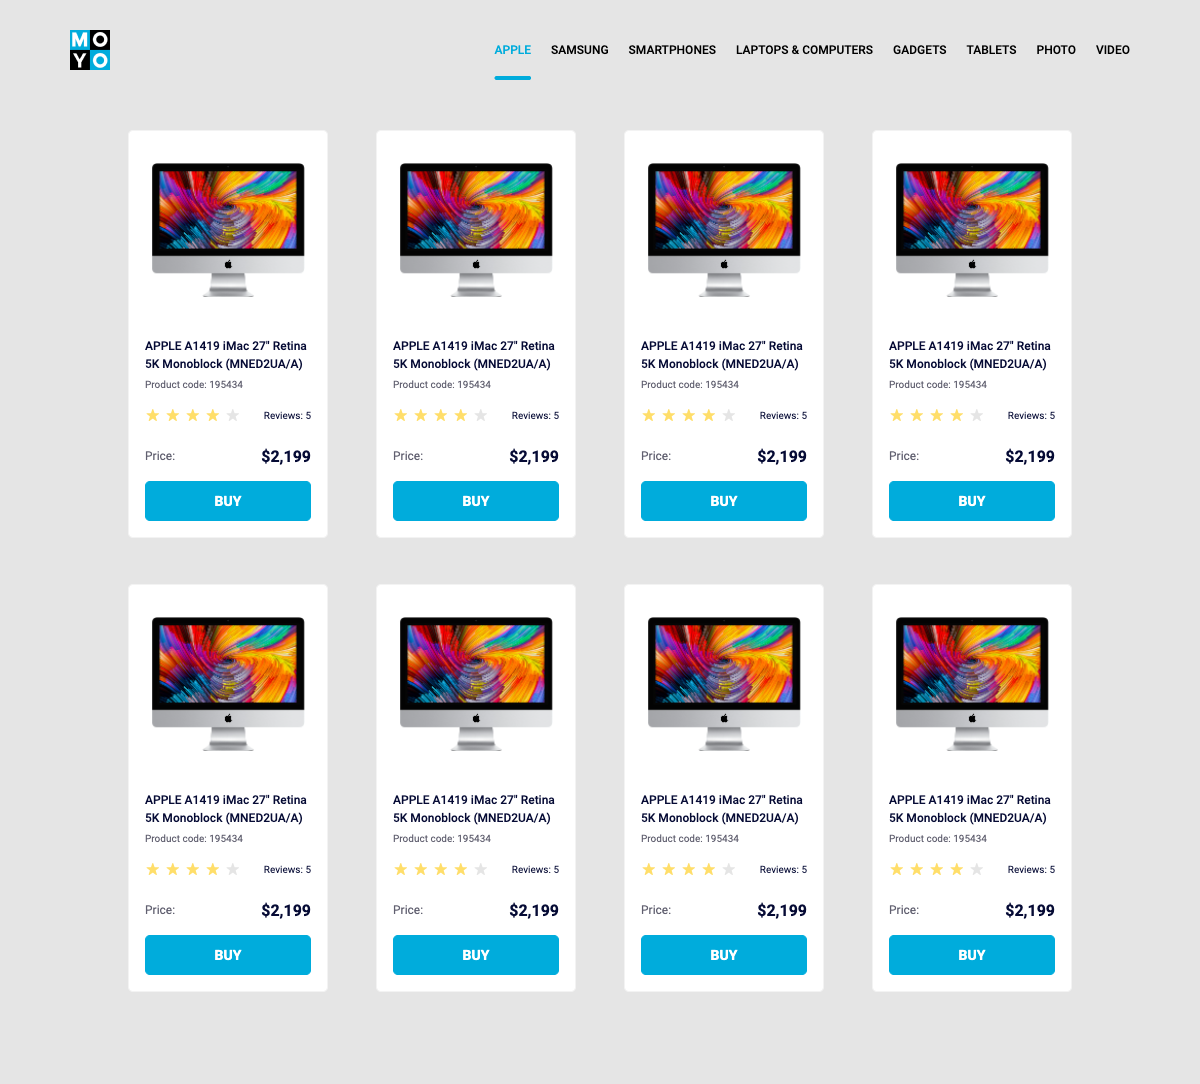 MO
YO
APPLE SAMSUNG SMARTPHONES LAPTOPS & COMPUTERS GADGETS TABLETS PHOTO VIDEO
APPLE A1419 iMac 27" Retina
5K Monoblock (MNED2UA/A)
Product code: 195434
Reviews: 5
Price: $2,199
BUY
APPLE A1419 iMac 27" Retina
5K Monoblock (MNED2UA/A)
Product code: 195434
Reviews: 5
Price: $2,199
BUY
APPLE A1419 iMac 27" Retina
5K Monoblock (MNED2UA/A)
Product code: 195434
Reviews: 5
Price: $2,199
BUY
APPLE A1419 iMac 27" Retina
5K Monoblock (MNED2UA/A)
Product code: 195434
Reviews: 5
Price: $2,199
BUY
APPLE A1419 iMac 27" Retina
5K Monoblock (MNED2UA/A)
Product code: 195434
Reviews: 5
Price: $2,199
BUY
APPLE A1419 iMac 27" Retina
5K Monoblock (MNED2UA/A)
Product code: 195434
Reviews: 5
Price: $2,199
BUY
APPLE A1419 iMac 27" Retina
5K Monoblock (MNED2UA/A)
Product code: 195434
Reviews: 5
Price: $2,199
BUY
APPLE A1419 iMac 27" Retina
5K Monoblock (MNED2UA/A)
Product code: 195434
Reviews: 5
Price: $2,199
BUY